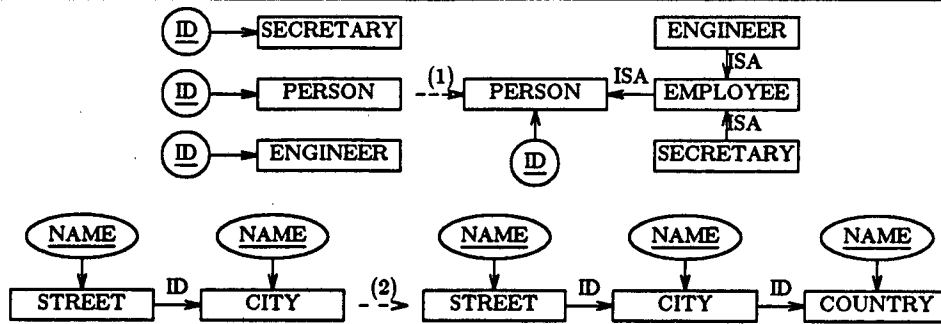 ID SECRETARY ENGINEER
ISA
ID PERSON (1) PERSON ISA EMPLOYEE
ISA
ID ENGINEER ID SECRETARY
NAME NAME NAME NAME NAME
STREET ID CITY (2) STREET ID CITY ID COUNTRY